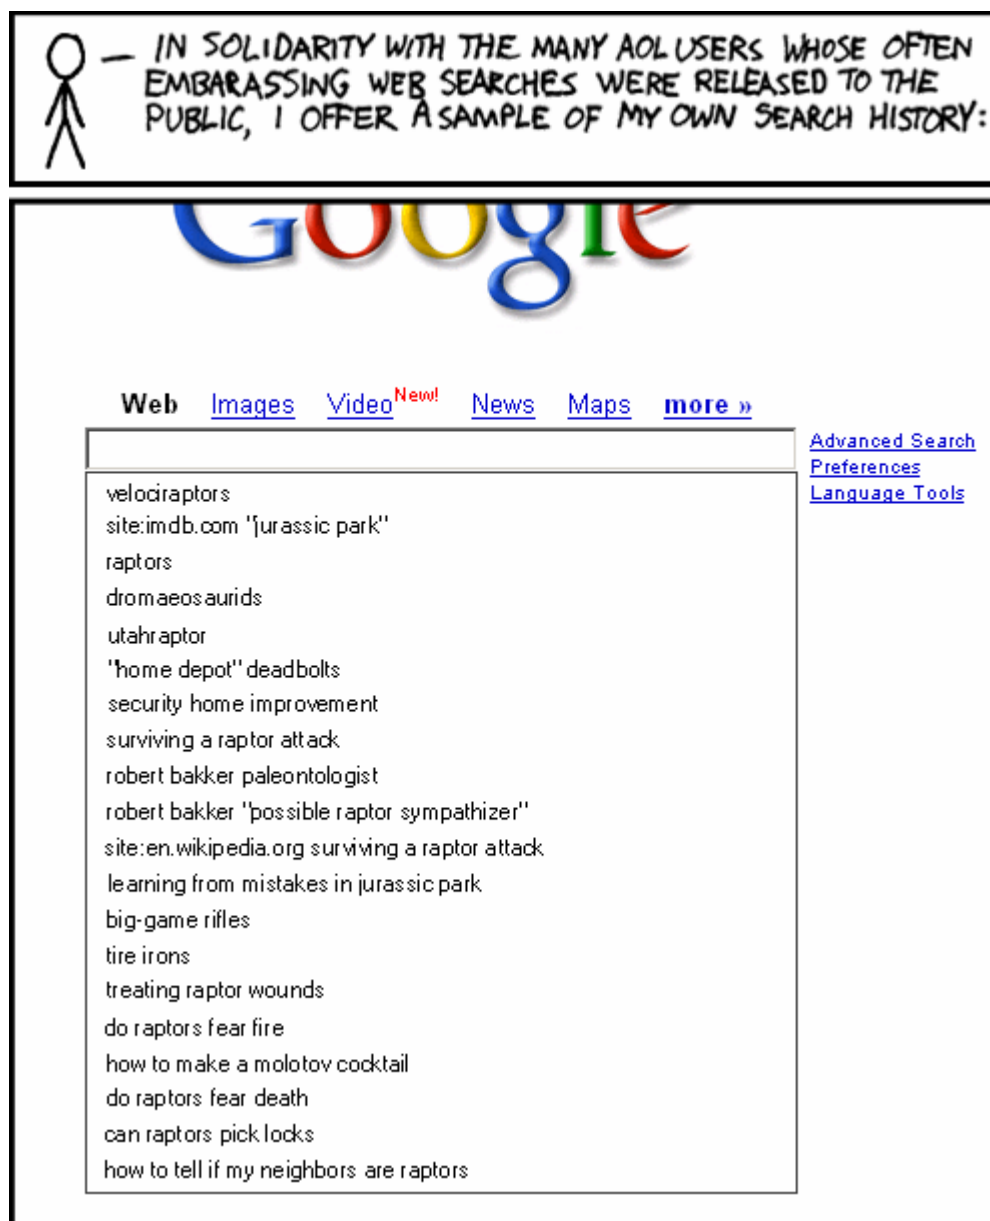 — IN SOLIDARITY WITH THE MANY AOL USERS WHOSE OFTEN
EMBARASSING WEB SEARCHES WERE RELEASED TO THE
PUBLIC, I OFFER A SAMPLE OF MY OWN SEARCH HISTORY:
Google
Web Images Video New! News Maps more »
Advanced Search
Preferences
Language Tools
velociraptors
site:imdb.com "jurassic park"
raptors
dromaeosaurids
utahraptor
"home depot" deadbolts
security home improvement
surviving a raptor attack
robert bakker paleontologist
robert bakker "possible raptor sympathizer"
site:en.wikipedia.org surviving a raptor attack
learning from mistakes in jurassic park
big-game rifles
tire irons
treating raptor wounds
do raptors fear fire
how to make a molotov cocktail
do raptors fear death
can raptors pick locks
how to tell if my neighbors are raptors